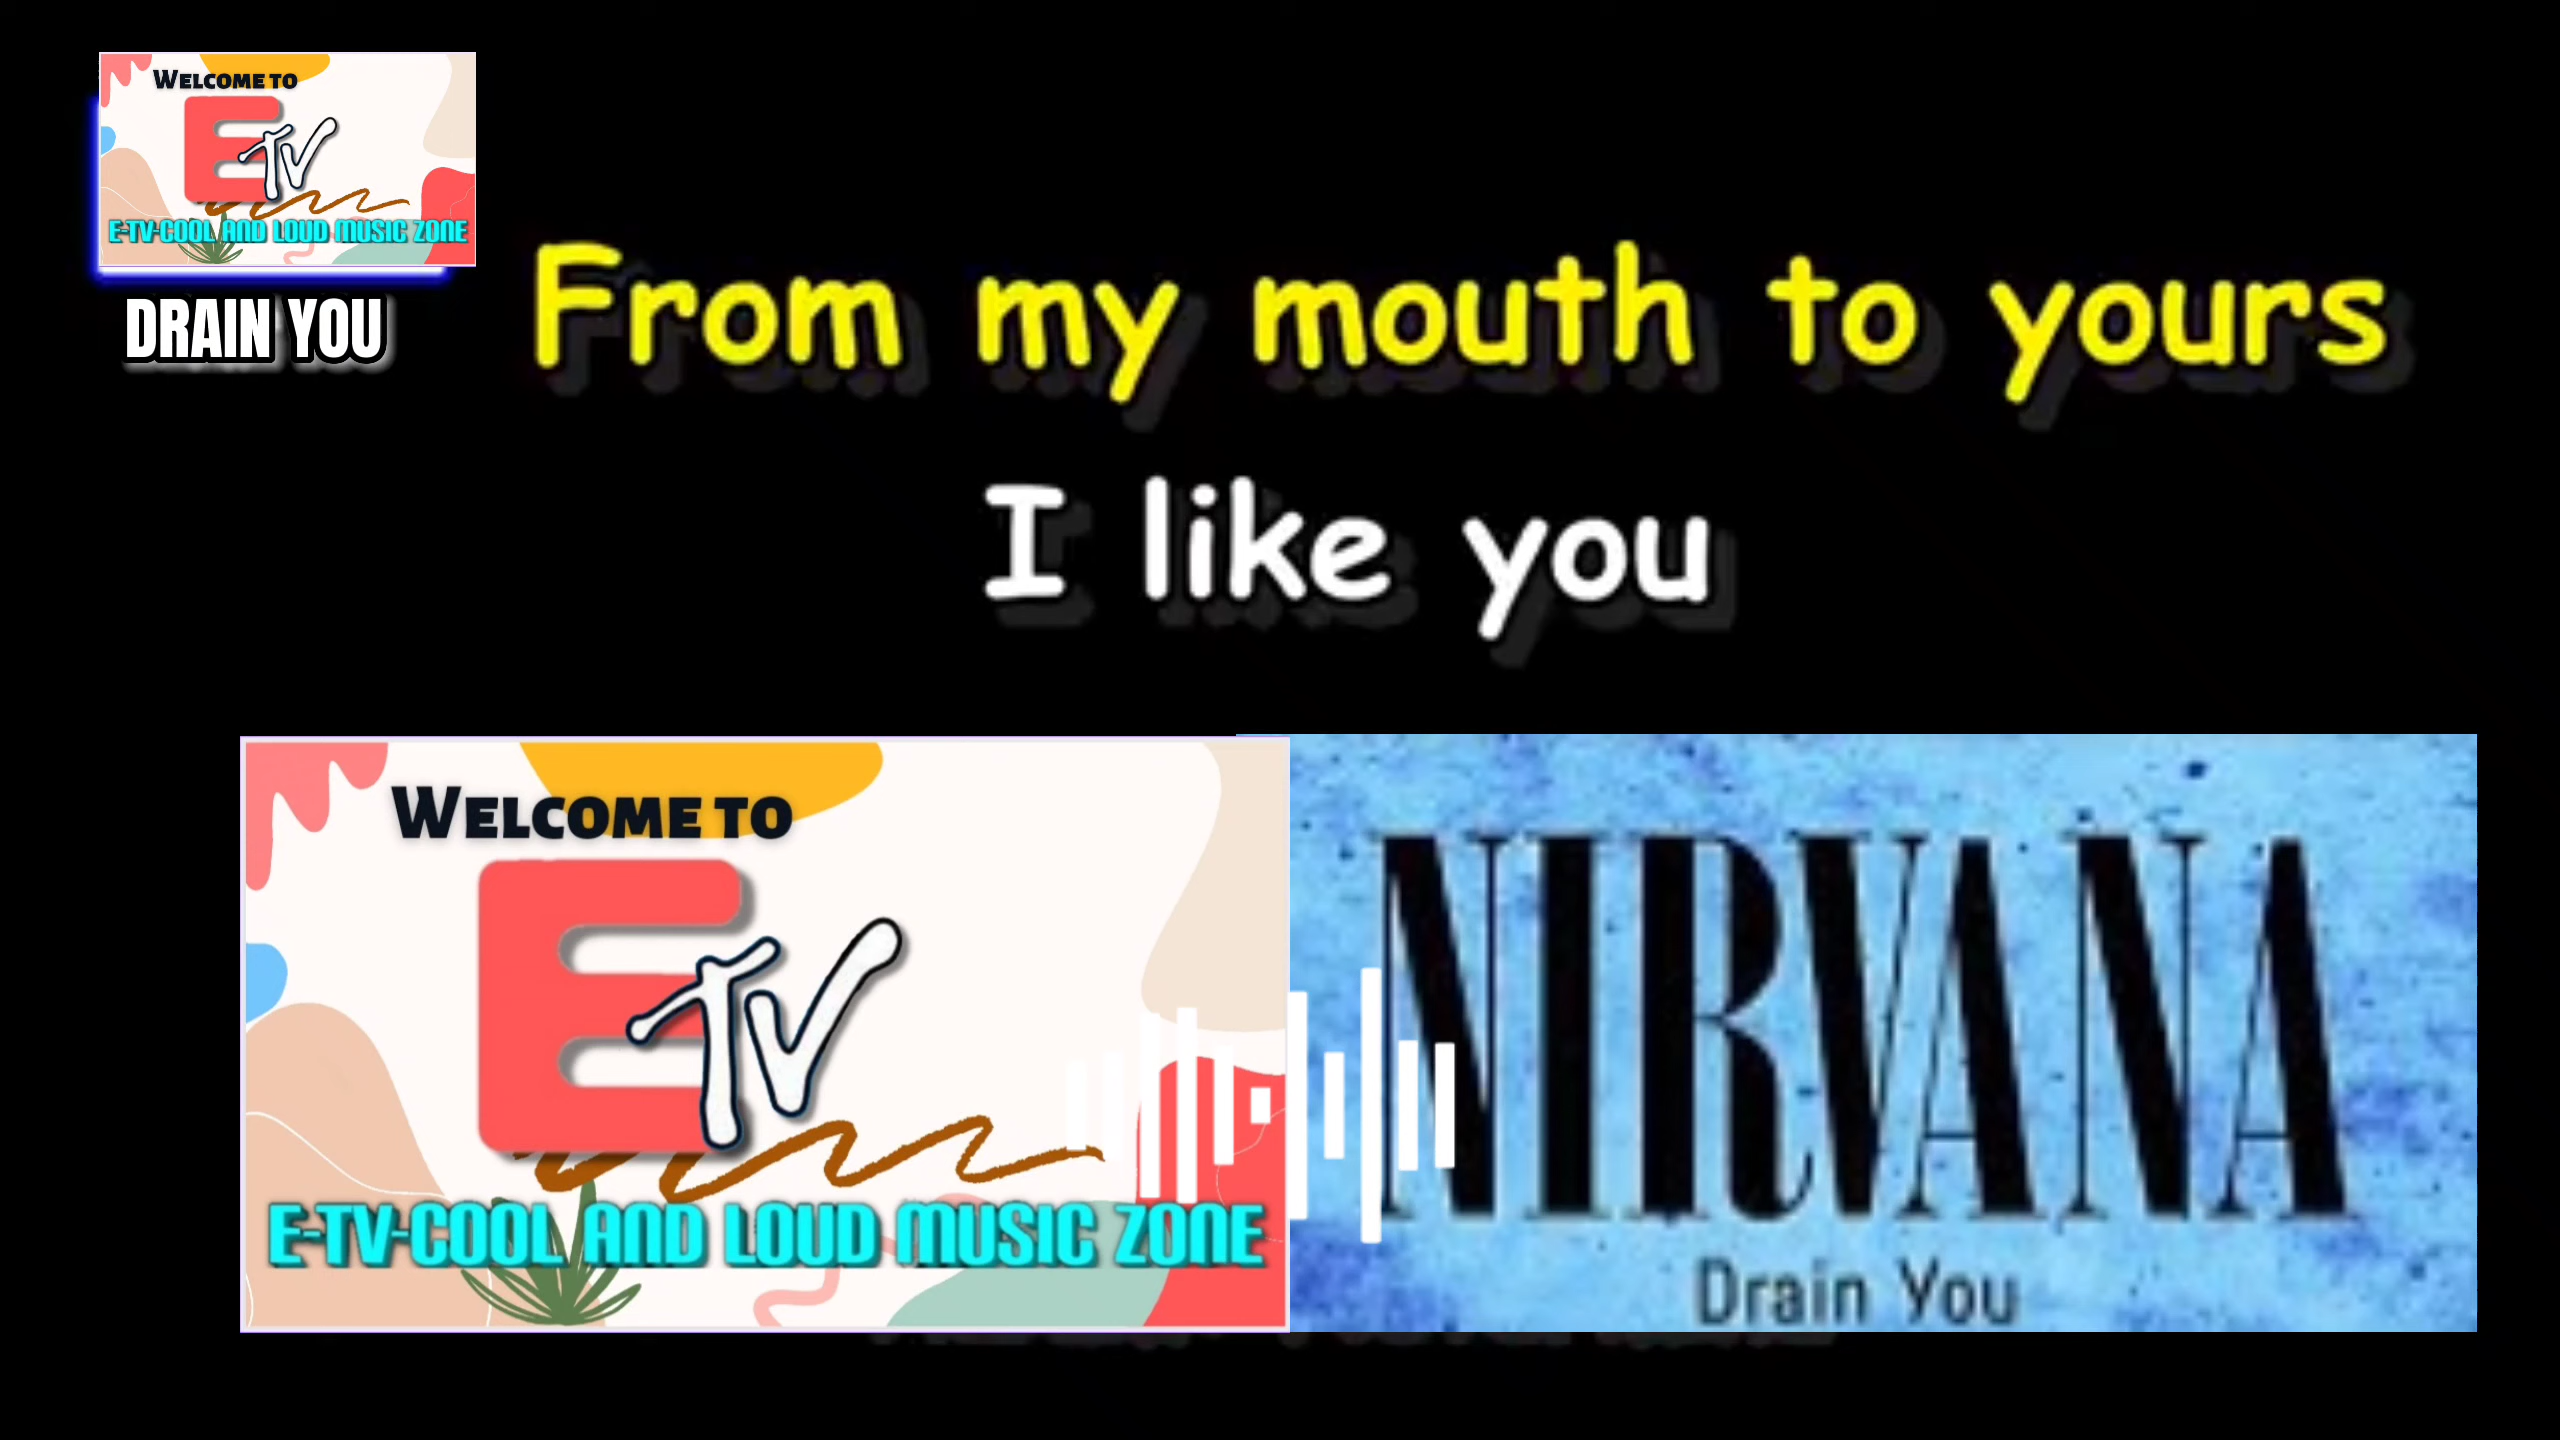 WELCOME TO
E TV
E-TV-COOL AND LOUD MUSIC ZONE
DRAIN YOU
From my mouth to yours
I like you
WELCOME TO
E TV
E-TV-COOL AND LOUD MUSIC ZONE
NIRVANA
Drain You